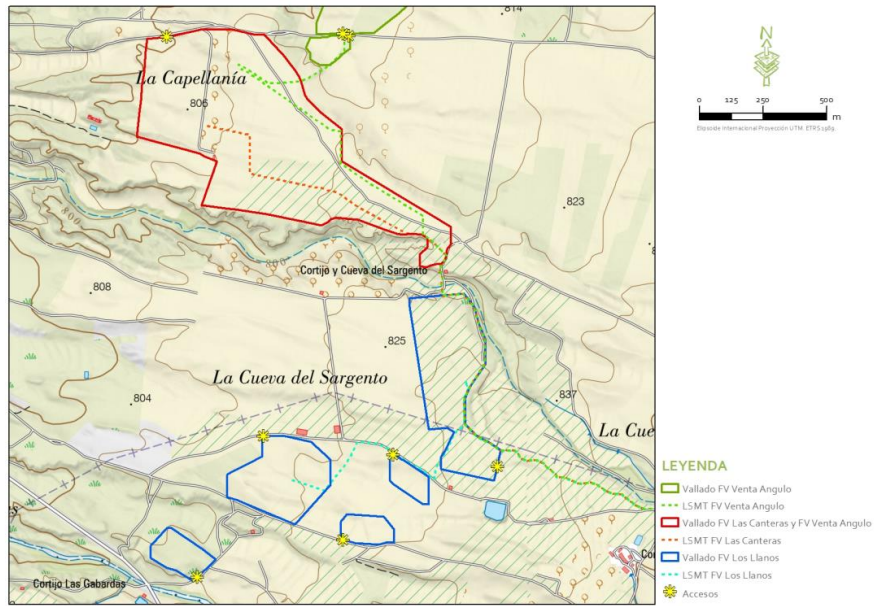 814
La Capellanía
806
823
800
800
Cortijo y Cueva del Sargento
808
825
La Cueva del Sargento
804
837
La Cue
Cortijo Las Gabardas
Cor
N
0 125 250 500
m
Elipsoide Internacional Proyección UTM. ETRS 1989.
LEYENDA
Vallado FV Venta Angulo
LSMT FV Venta Angulo
Vallado FV Las Canteras y FV Venta Angulo
LSMT FV Las Canteras
Vallado FV Los Llanos
LSMT FV Los Llanos
Accesos